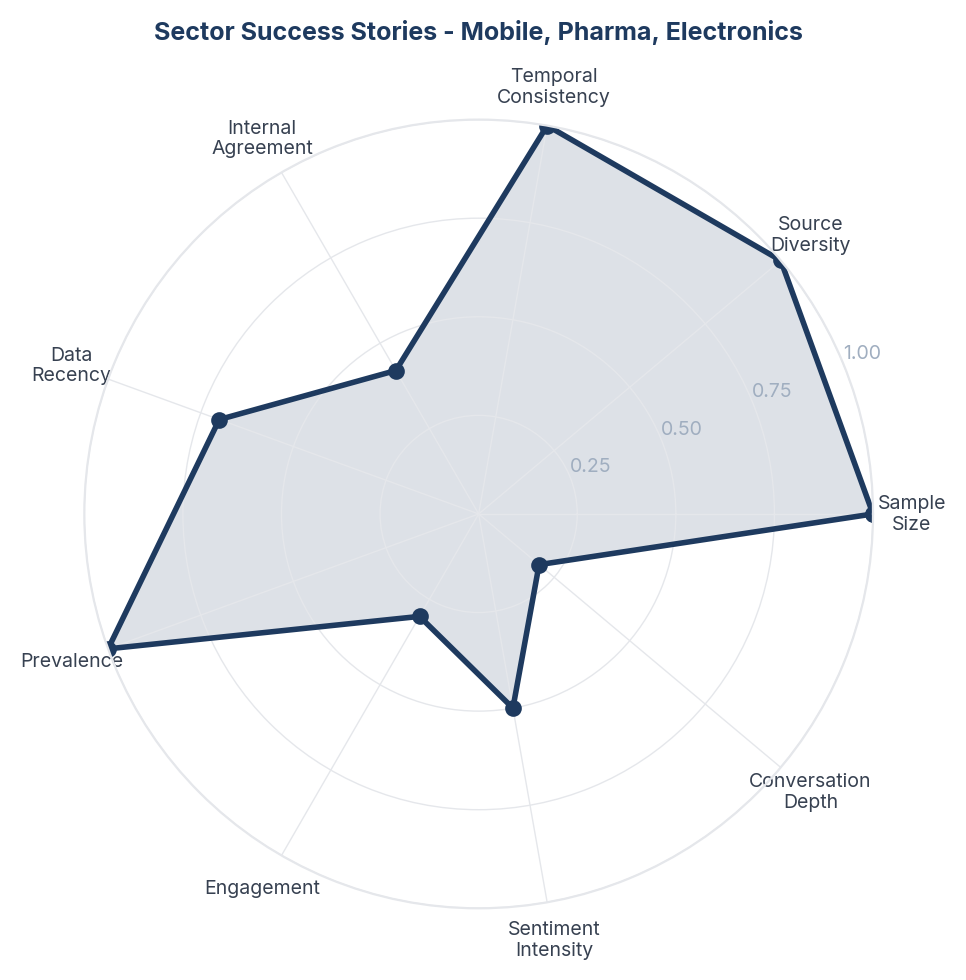 Sector Success Stories - Mobile, Pharma, Electronics
Temporal
Consistency
Internal
Agreement
Source
Diversity
Data
Recency
1.00
0.75
0.50
0.25
Sample
Size
Prevalence
Conversation
Depth
Engagement
Sentiment
Intensity